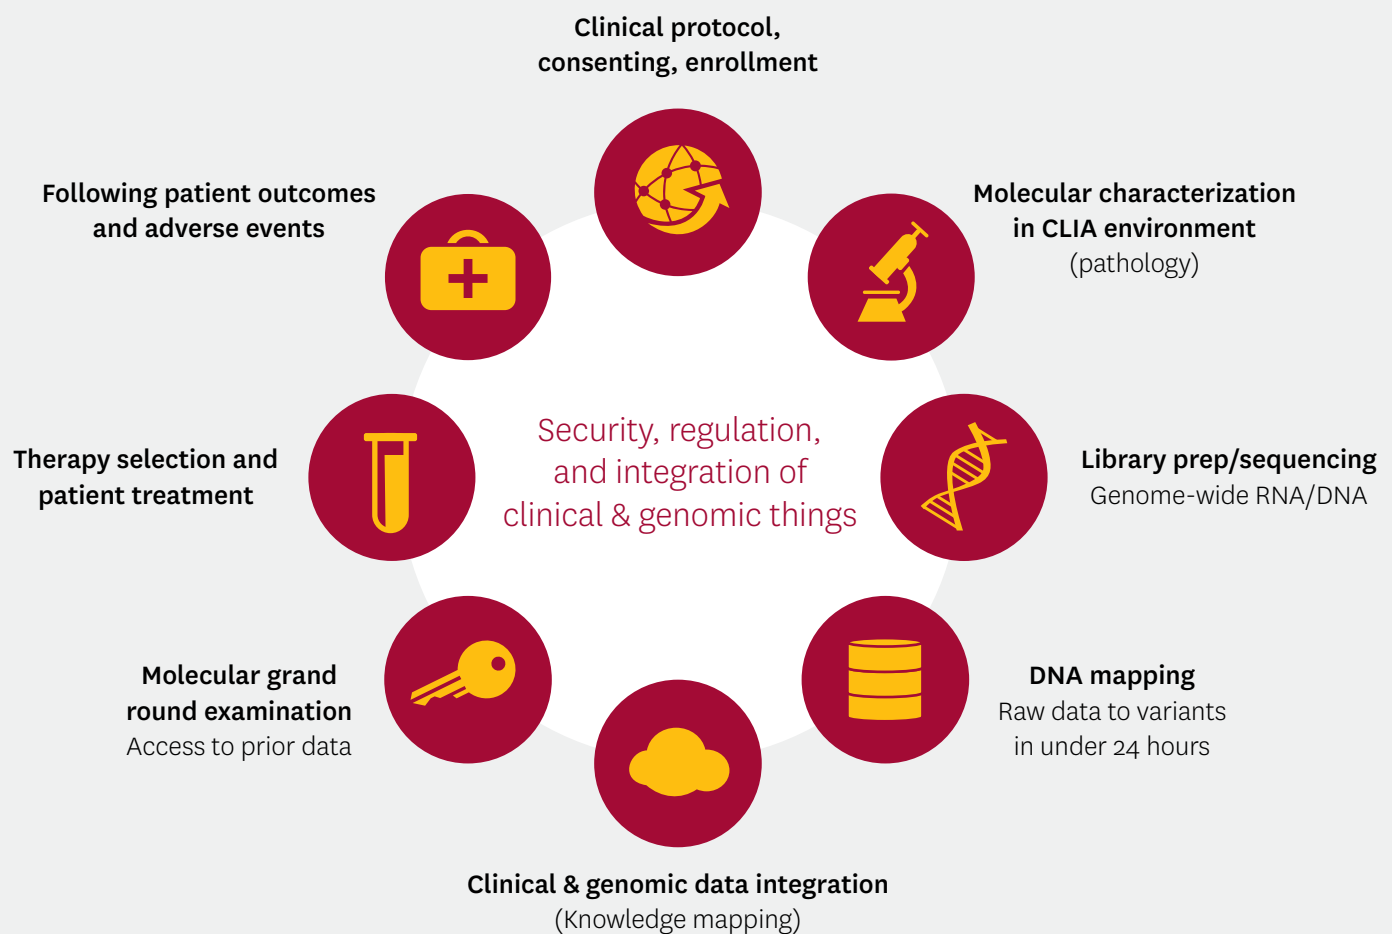 Clinical protocol,
consenting, enrollment
Molecular characterization
in CLIA environment
(pathology)
Library prep/sequencing
Genome-wide RNA/DNA
DNA mapping
Raw data to variants
in under 24 hours
Clinical & genomic data integration
(Knowledge mapping)
Molecular grand
round examination
Access to prior data
Therapy selection and
patient treatment
Following patient outcomes
and adverse events
Security, regulation,
and integration of
clinical & genomic things